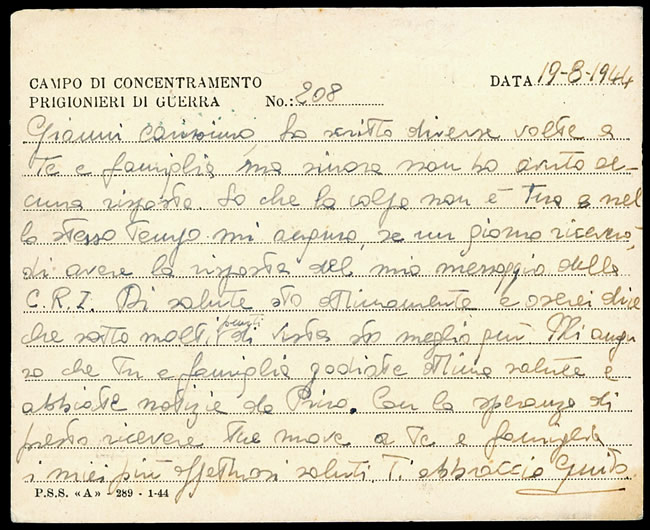 CAMPO DI CONCENTRAMENTO
PRIGIONIERI DI GUERRA No.: 208
DATA 19-8-1944
Gianni carissimo, ho scritto diverse volte a
Te e famiglia ma sinora non ho avuto al-
cuna risposta. So che la colpa non è Tua e nel
lo stesso Tempo mi auguro, se un giorno riceverò,
di avere la risposta del mio messaggio della
C.R.I. Di salute sto ottimamente e oserei dire
che sotto molti punti di vista sto meglio qui. Mi augu
ro che Tu e famiglia godiate ottima salute e
abbiate notizie da Con la speranza di
presto ricevere tue nuove a Te e famiglia
i miei più affettuosi saluti. Ti abbraccio Guido.
P.S.S. «A» - 289 - 1-44